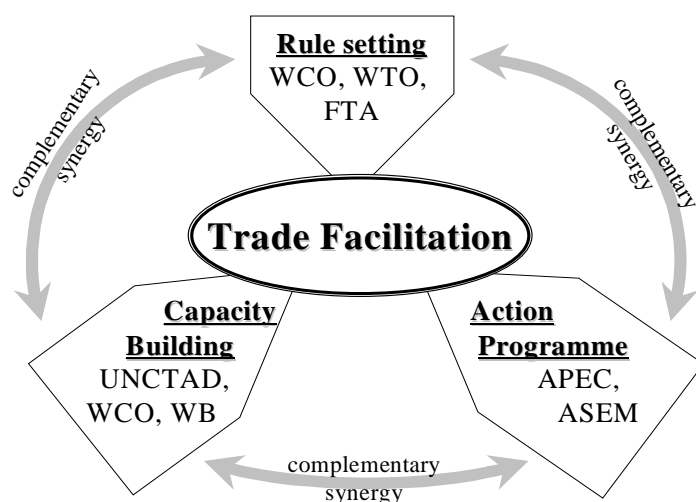 Rule setting
WCO, WTO,
FTA
complementary
synergy
complementary
synergy
Trade Facilitation
Capacity
Building
UNCTAD,
WCO, WB
Action
Programme
APEC,
ASEM
complementary
synergy